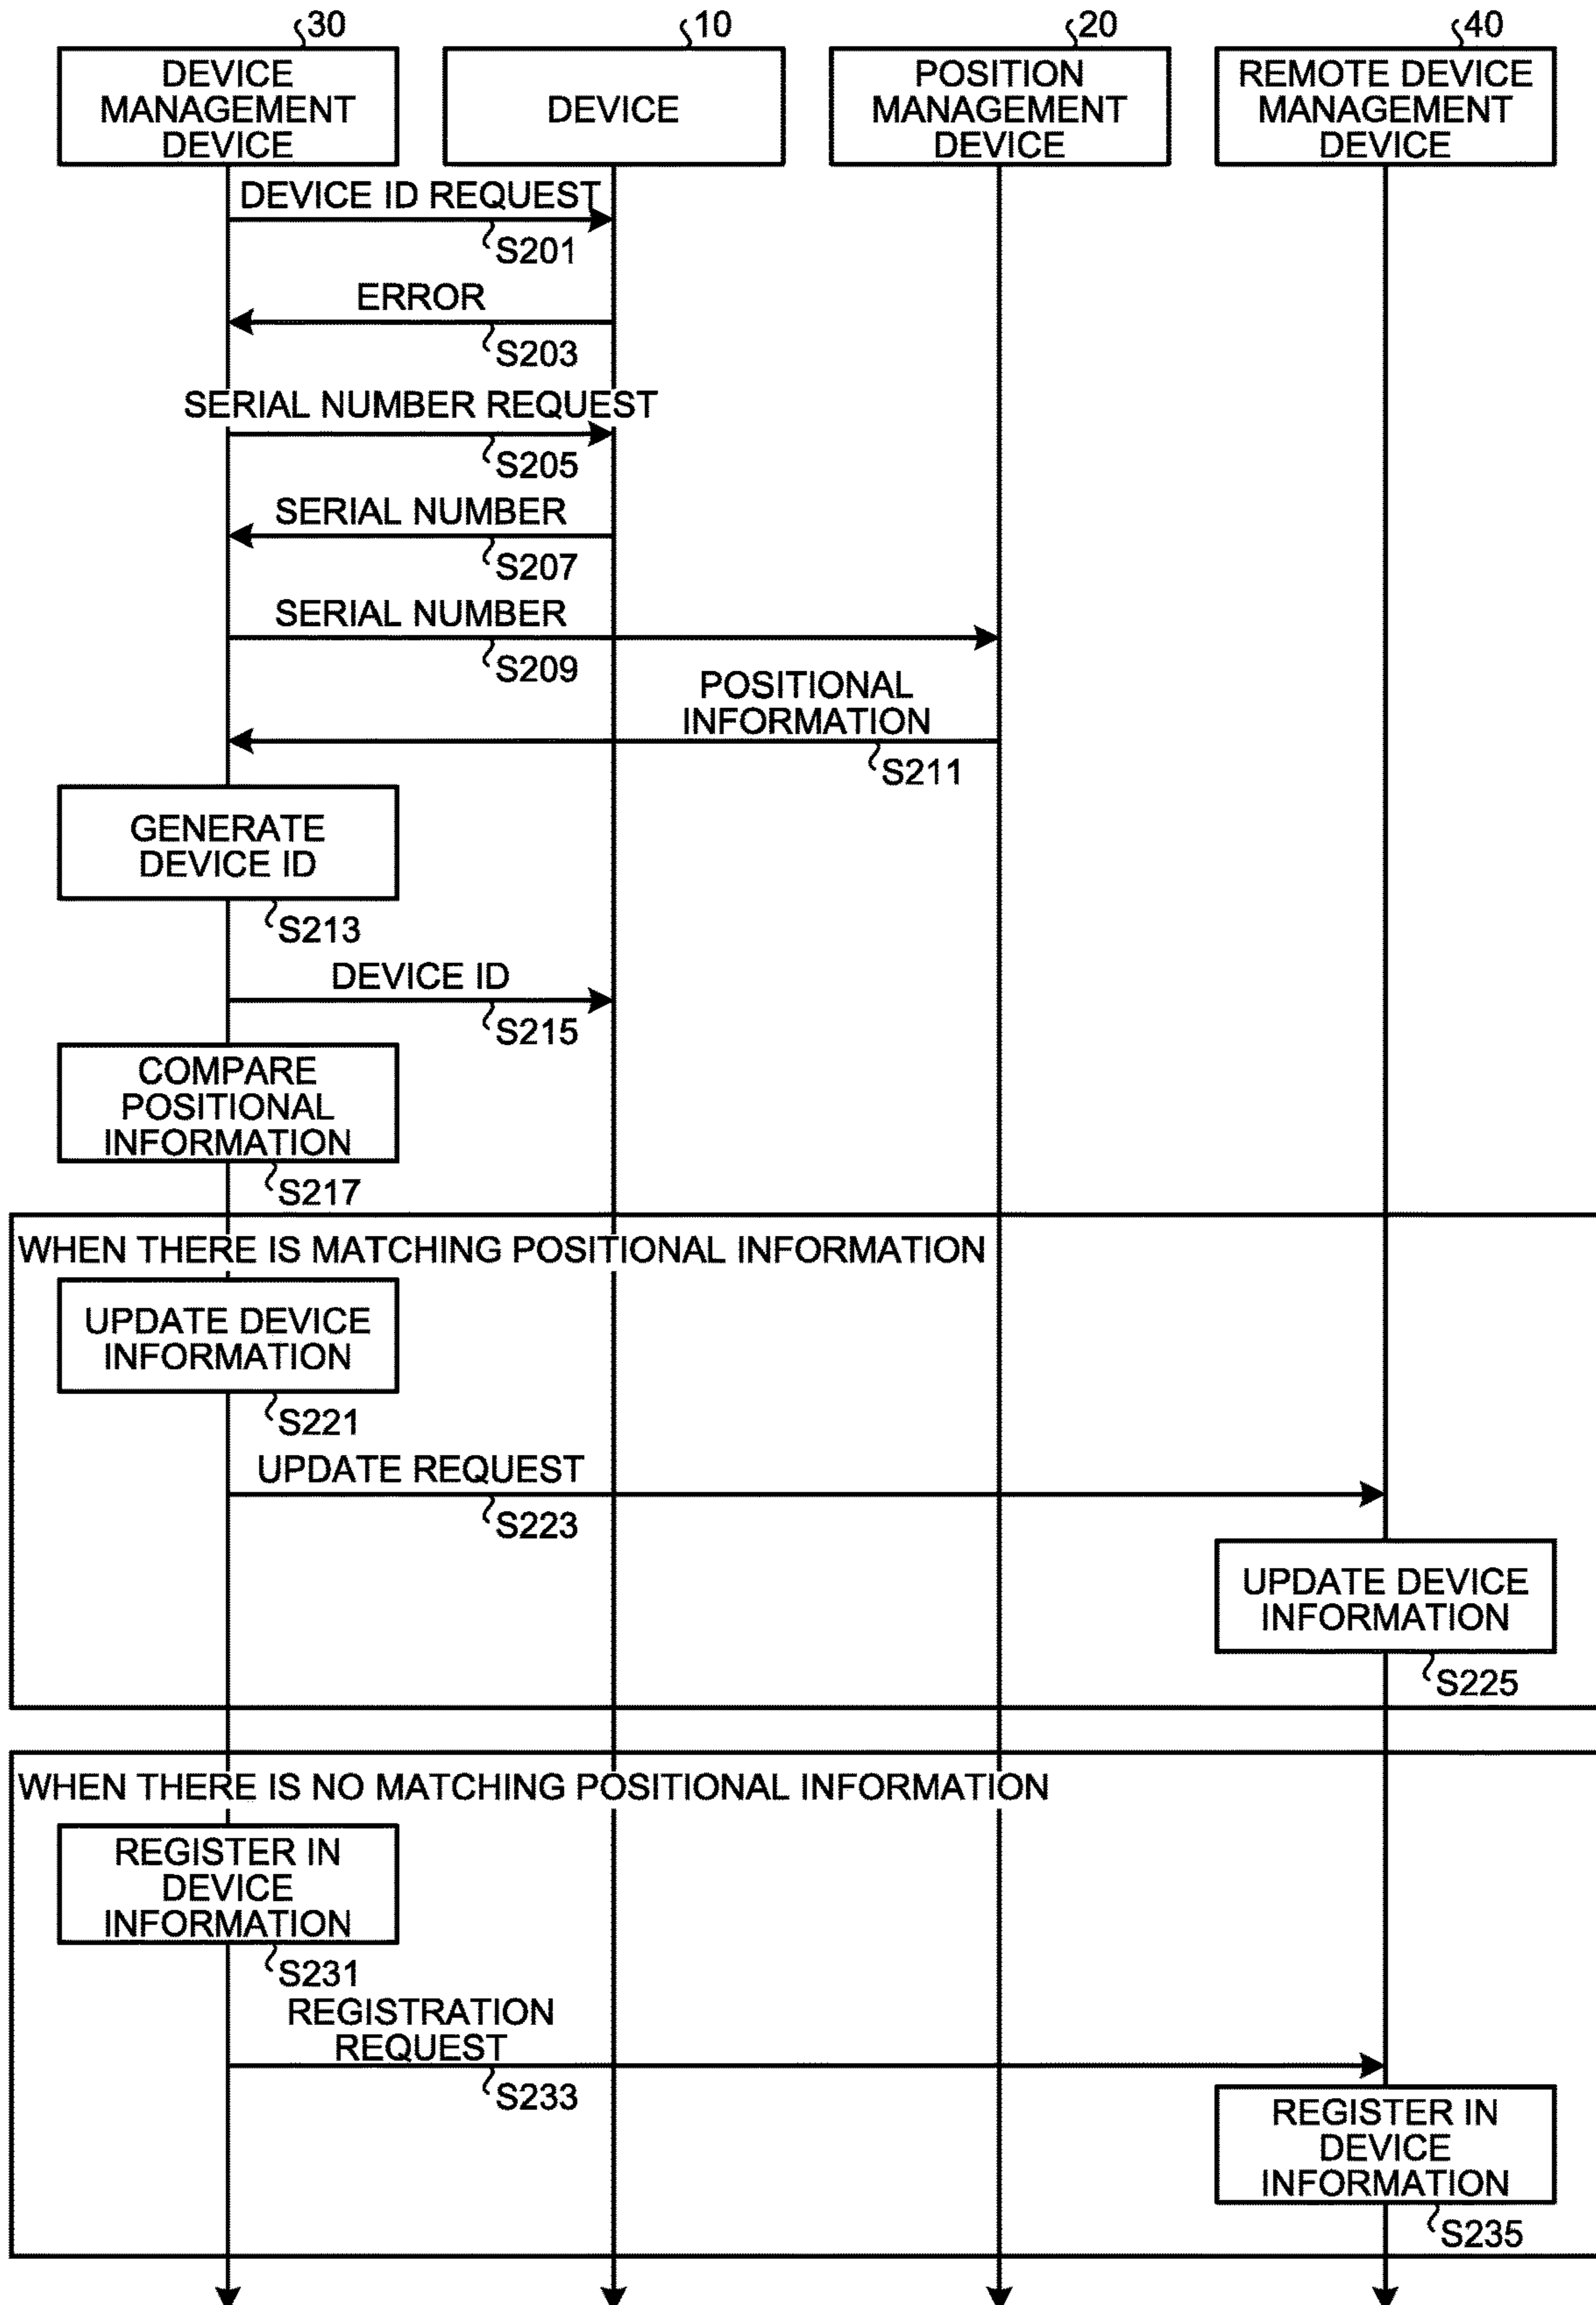 30
10
20
40
DEVICE
MANAGEMENT
DEVICE
DEVICE
POSITION
MANAGEMENT
DEVICE
REMOTE DEVICE
MANAGEMENT
DEVICE
DEVICE ID REQUEST
S201
ERROR
S203
SERIAL NUMBER REQUEST
S205
SERIAL NUMBER
S207
SERIAL NUMBER
S209
POSITIONAL
INFORMATION
S211
GENERATE
DEVICE ID
S213
DEVICE ID
S215
COMPARE
POSITIONAL
INFORMATION
S217
WHEN THERE IS MATCHING POSITIONAL INFORMATION
UPDATE DEVICE
INFORMATION
S221
UPDATE REQUEST
S223
UPDATE DEVICE
INFORMATION
S225
WHEN THERE IS NO MATCHING POSITIONAL INFORMATION
REGISTER IN
DEVICE
INFORMATION
S231
REGISTRATION
REQUEST
S233
REGISTER IN
DEVICE
INFORMATION
S235